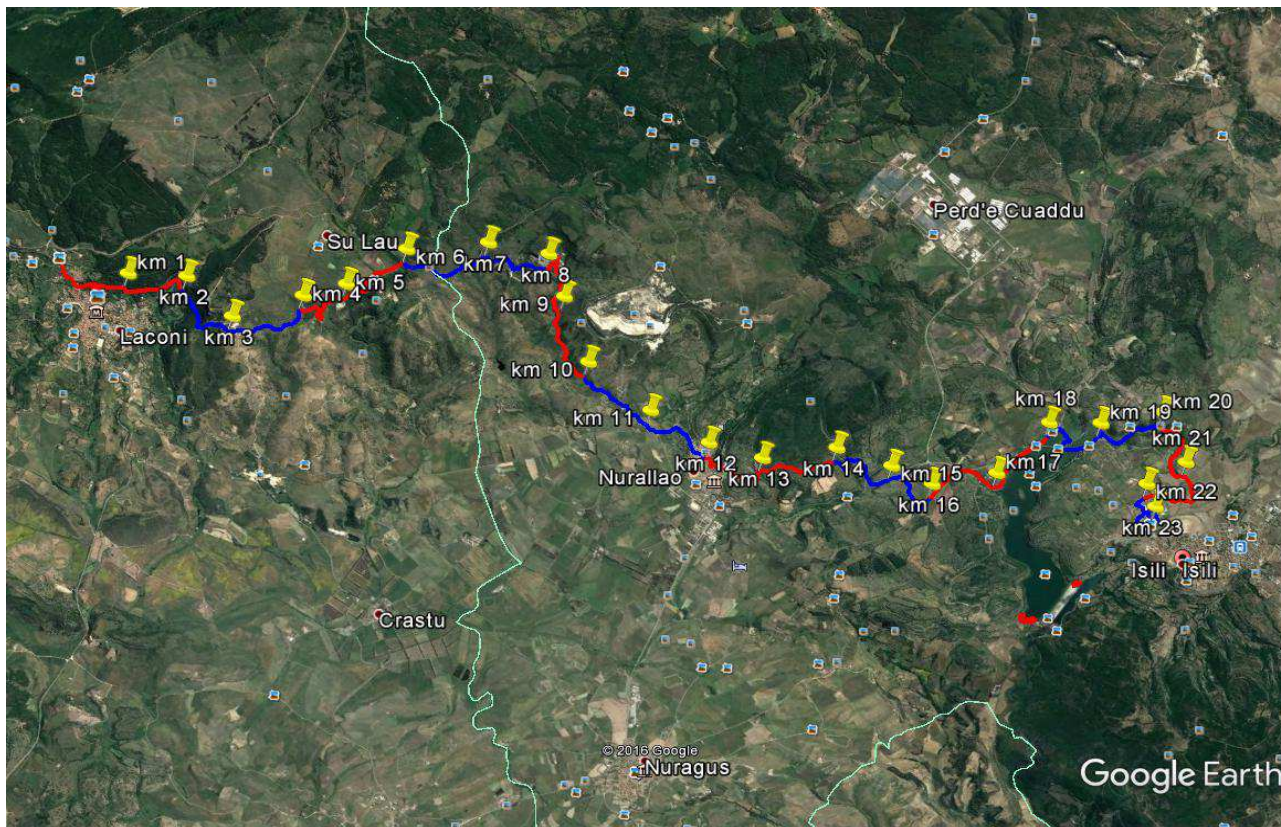 Perd'e Cuaddu
Su Lau
km 1
km 2
km 3
km 4
km 5
km 6
km7
km 8
km 9
km 10
Laconi
km 11
km 12
km 13
km 14
km 15
km 16
km17
km 18
km 19
km 20
km 21
km 22
km 23
Nurallao
Isili Isili
Crastu
© 2016 Google
Nuragus
Google Earth